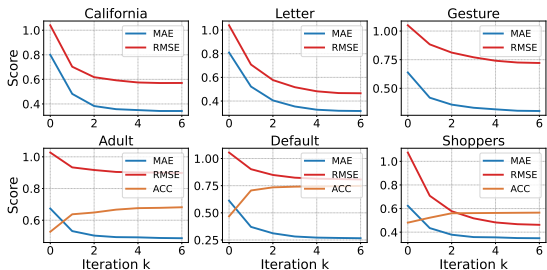 California
Letter
Gesture
Score
1.0
0.8
0.6
0.4
0 2 4 6
MAE
RMSE
1.0
0.8
0.6
0.4
0 2 4 6
MAE
RMSE
1.00
0.75
0.50
0 2 4 6
MAE
RMSE
Adult
Default
Shoppers
Score
1.0
0.8
0.6
0 2 4 6
MAE
RMSE
ACC
Iteration k
1.00
0.75
0.50
0.25
0 2 4 6
MAE
RMSE
ACC
Iteration k
1.0
0.8
0.6
0.4
0 2 4 6
MAE
RMSE
ACC
Iteration k